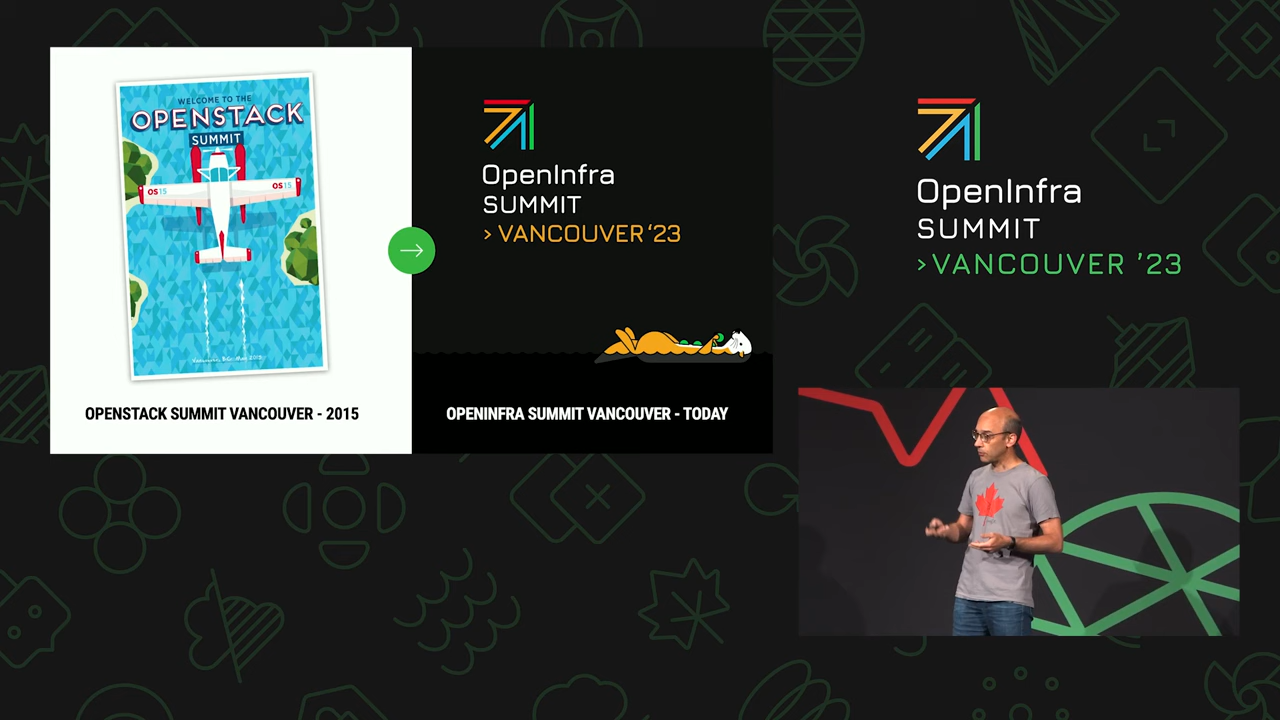 WELCOME TO THE
OPENSTACK
SUMMIT
OS15
OS15
OPENSTACK SUMMIT VANCOUVER - 2015
OpenInfra
SUMMIT
> VANCOUVER ‘23
OPENINFRA SUMMIT VANCOUVER - TODAY
OpenInfra
SUMMIT
>VANCOUVER ’23